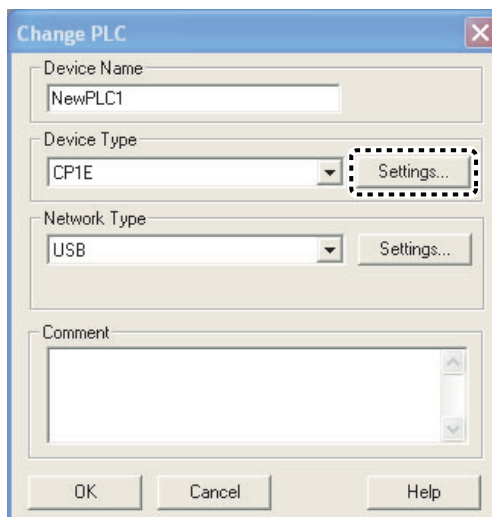 Change PLC
Device Name
NewPLC1
Device Type
CP1E
Settings...
Network Type
USB
Settings...
Comment
OK
Cancel
Help